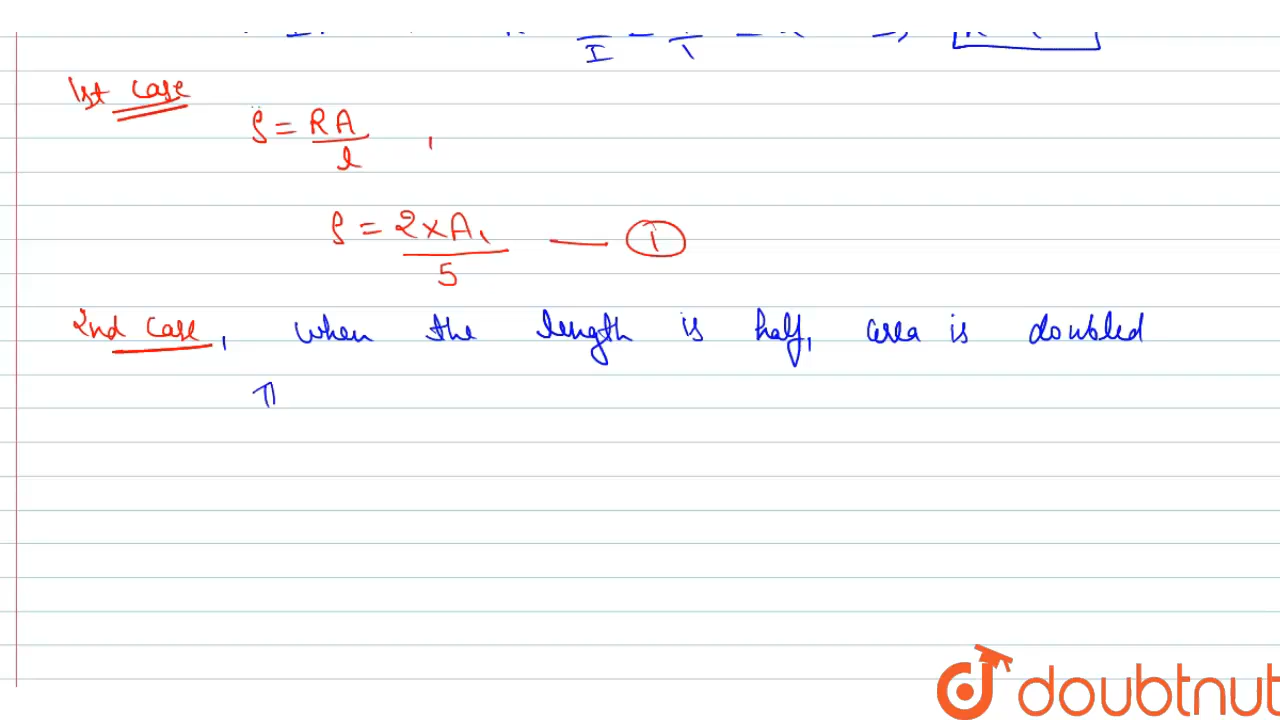 1st case
ρ = RA / l ,
ρ = 2 × A₁ / 5 — ①
2nd case, when the length is half, area is doubled
π
doubtnut